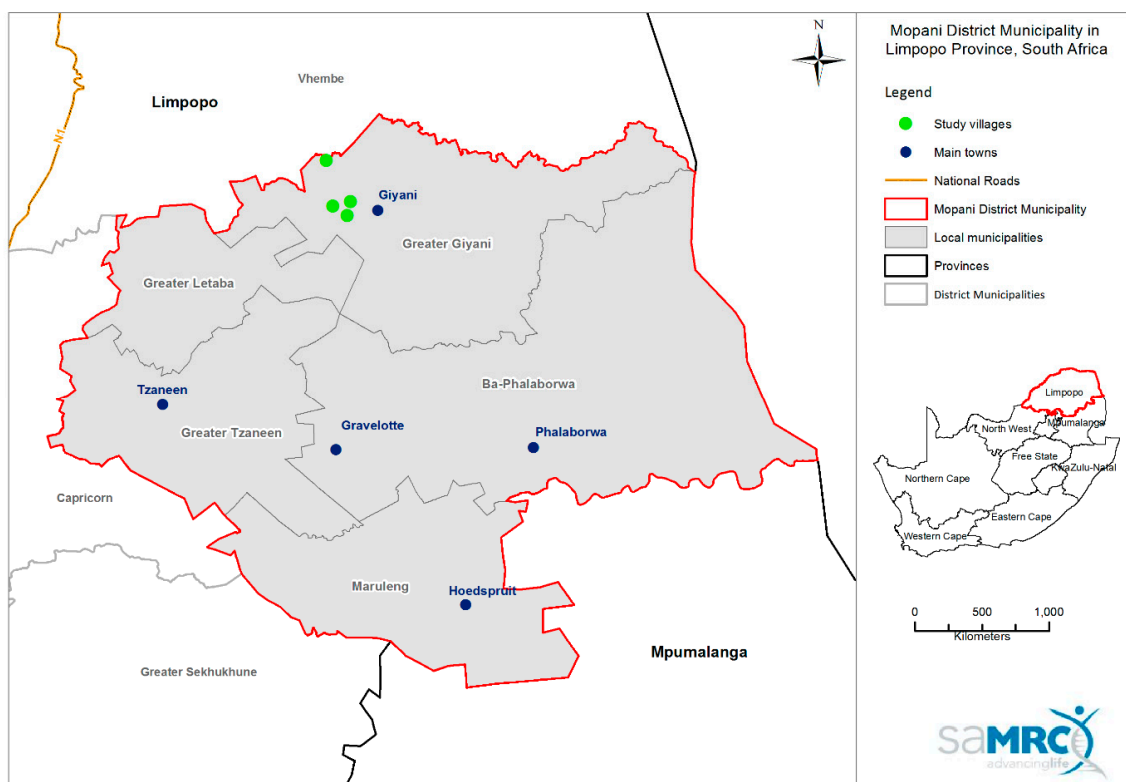 N
Vhembe
Limpopo
N1
Giyani
Greater Giyani
Greater Letaba
Ba-Phalaborwa
Tzaneen
Gravelotte
Phalaborwa
Greater Tzaneen
Capricorn
Maruleng
Hoedspruit
Mpumalanga
Greater Sekhukhune
Mopani District Municipality in
Limpopo Province, South Africa
Legend
Study villages
Main towns
National Roads
Mopani District Municipality
Local municipalities
Provinces
District Municipalities
Limpopo
Mpumalanga
North West
Free State
KwaZulu-Natal
Northern Cape
Eastern Cape
Western Cape
0 500 1,000
Kilometers
saMRC
advancinglife